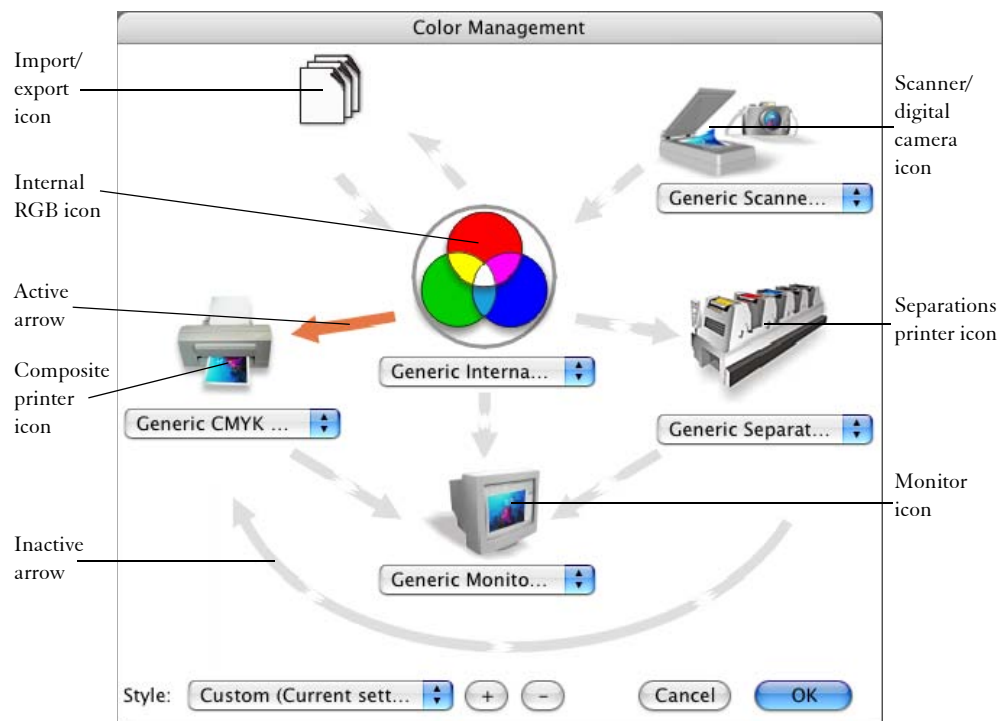 Color Management
Import/
export
icon
Scanner/
digital
camera
icon
Internal
RGB icon
Generic Scanne...
Active
arrow
Separations
printer icon
Generic Interna...
Composite
printer
icon
Generic CMYK ...
Generic Separat...
Monitor
icon
Inactive
arrow
Generic Monito...
Style:
Custom (Current sett...
+
-
Cancel
OK